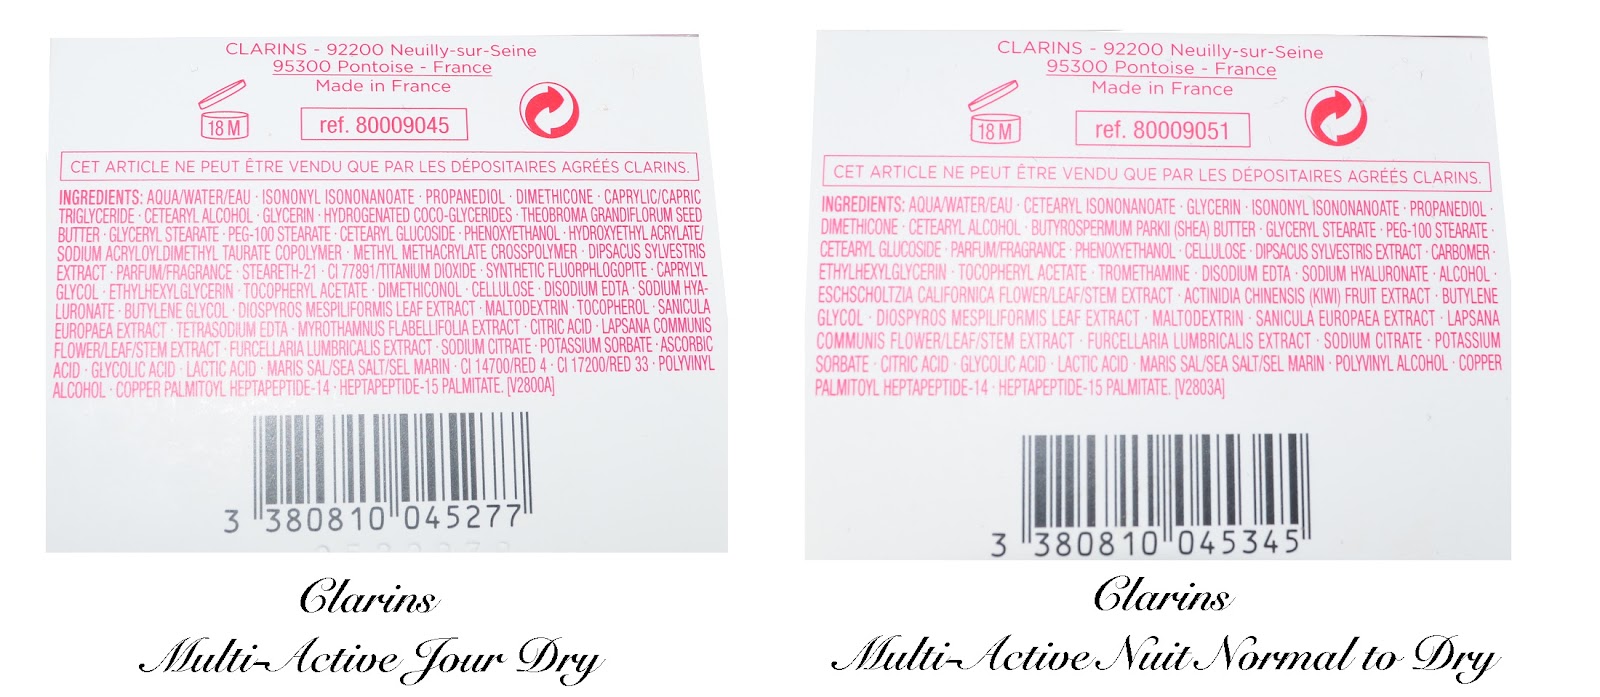 CLARINS - 92200 Neuilly-sur-Seine
95300 Pontoise - France
Made in France
18 M
ref. 80009045
CET ARTICLE NE PEUT ÊTRE VENDU QUE PAR LES DÉPOSITAIRES AGRÉÉS CLARINS.
INGREDIENTS: AQUA/WATER/EAU · ISONONYL ISONONANOATE · PROPANEDIOL · DIMETHICONE · CAPRYLIC/CAPRIC
TRIGLYCERIDE · CETEARYL ALCOHOL · GLYCERIN · HYDROGENATED COCO-GLYCERIDES · THEOBROMA GRANDIFLORUM SEED
BUTTER · GLYCERYL STEARATE · PEG-100 STEARATE · CETEARYL GLUCOSIDE · PHENOXYETHANOL · HYDROXYETHYL ACRYLATE/
SODIUM ACRYLOYLDIMETHYL TAURATE COPOLYMER · METHYL METHACRYLATE CROSSPOLYMER · DIPSACUS SYLVESTRIS
EXTRACT · PARFUM/FRAGRANCE · STEARETH-21 · CI 77891/TITANIUM DIOXIDE · SYNTHETIC FLUORPHLOGOPITE · CAPRYLYL
GLYCOL · ETHYLHEXYLGLYCERIN · TOCOPHERYL ACETATE · DIMETHICONOL · CELLULOSE · DISODIUM EDTA · SODIUM HYA-
LURONATE · BUTYLENE GLYCOL · DIOSPYROS MESPILIFORMIS LEAF EXTRACT · MALTODEXTRIN · TOCOPHEROL · SANICULA
EUROPAEA EXTRACT · TETRASODIUM EDTA · MYROTHAMNUS FLABELLIFOLIA EXTRACT · CITRIC ACID · LAPSANA COMMUNIS
FLOWER/LEAF/STEM EXTRACT · FURCELLARIA LUMBRICALIS EXTRACT · SODIUM CITRATE · POTASSIUM SORBATE · ASCORBIC
ACID · GLYCOLIC ACID · LACTIC ACID · MARIS SAL/SEA SALT/SEL MARIN · CI 14700/RED 4 · CI 17200/RED 33 · POLYVINYL
ALCOHOL · COPPER PALMITOYL HEPTAPEPTIDE-14 · HEPTAPEPTIDE-15 PALMITATE. [V2800A]
3 380810 045277
Clarins
Multi-Active Jour Dry
CLARINS - 92200 Neuilly-sur-Seine
95300 Pontoise - France
Made in France
18 M
ref. 80009051
CET ARTICLE NE PEUT ÊTRE VENDU QUE PAR LES DÉPOSITAIRES AGRÉÉS CLARINS.
INGREDIENTS: AQUA/WATER/EAU · CETEARYL ISONONANOATE · GLYCERIN · ISONONYL ISONONANOATE · PROPANEDIOL ·
DIMETHICONE · CETEARYL ALCOHOL · BUTYROSPERMUM PARKII (SHEA) BUTTER · GLYCERYL STEARATE · PEG-100 STEARATE ·
CETEARYL GLUCOSIDE · PARFUM/FRAGRANCE · PHENOXYETHANOL · CELLULOSE · DIPSACUS SYLVESTRIS EXTRACT · CARBOMER ·
ETHYLHEXYLGLYCERIN · TOCOPHERYL ACETATE · TROMETHAMINE · DISODIUM EDTA · SODIUM HYALURONATE · ALCOHOL ·
ESCHSCHOLTZIA CALIFORNICA FLOWER/LEAF/STEM EXTRACT · ACTINIDIA CHINENSIS (KIWI) FRUIT EXTRACT · BUTYLENE
GLYCOL · DIOSPYROS MESPILIFORMIS LEAF EXTRACT · MALTODEXTRIN · SANICULA EUROPAEA EXTRACT · LAPSANA
COMMUNIS FLOWER/LEAF/STEM EXTRACT · FURCELLARIA LUMBRICALIS EXTRACT · SODIUM CITRATE · POTASSIUM
SORBATE · CITRIC ACID · GLYCOLIC ACID · LACTIC ACID · MARIS SAL/SEA SALT/SEL MARIN · POLYVINYL ALCOHOL · COPPER
PALMITOYL HEPTAPEPTIDE-14 · HEPTAPEPTIDE-15 PALMITATE. [V2803A]
3 380810 045345
Clarins
Multi-Active Nuit Normal to Dry